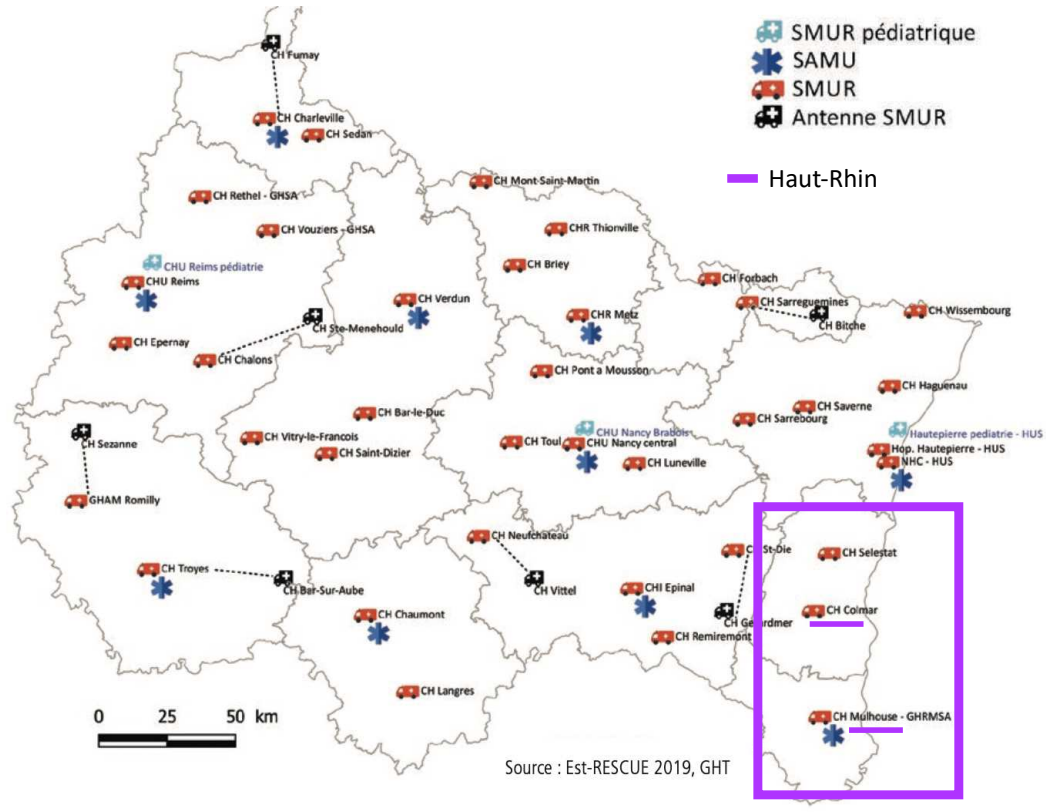 SMUR pédiatrique
SAMU
SMUR
Antenne SMUR
Haut-Rhin
CH Fumay
CH Charleville
CH Sedan
CH Mont-Saint-Martin
CH Rethel - GHSA
CH Vouziers - GHSA
CHR Thionville
CHU Reims pédiatrie
CHU Reims
CH Briey
CH Forbach
CH Verdun
CH Sarreguemines
CH Wissembourg
CH Ste-Menehould
CHR Metz
CH Bitche
CH Epernay
CH Chalons
CH Pont a Mousson
CH Haguenau
CH Bar-le-Duc
CH Saverne
CH Sarrebourg
CH Sezanne
CH Vitry-le-Francois
CH Saint-Dizier
CHU Nancy Brabois
CH Toul
CHU Nancy central
CH Luneville
Hautepierre pediatrie - HUS
Hop. Hautepierre - HUS
NHC - HUS
GHAM Romilly
CH Neufchateau
CH St-Die
CH Selestat
CH Troyes
CH Bar-Sur-Aube
CH Vittel
CHI Epinal
CH Gerardmer
CH Colmar
CH Chaumont
CH Remiremont
CH Langres
CH Mulhouse - GHRMSA
0 25 50 km
Source : Est-RESCUE 2019, GHT